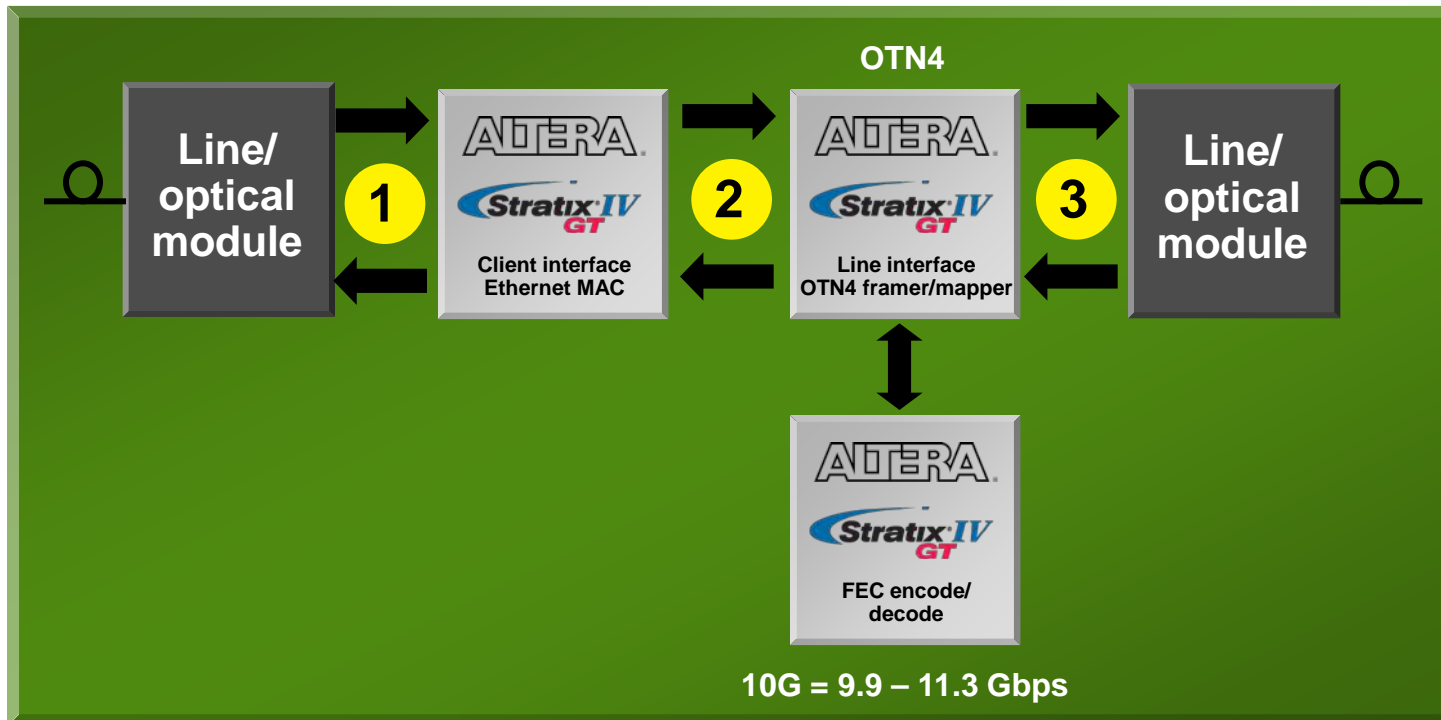 OTN4
Line/
optical
module
1
ALTERA.
Stratix IV
GT
Client interface
Ethernet MAC
2
ALTERA.
Stratix IV
GT
Line interface
OTN4 framer/mapper
3
Line/
optical
module
ALTERA.
Stratix IV
GT
FEC encode/
decode
10G = 9.9 – 11.3 Gbps